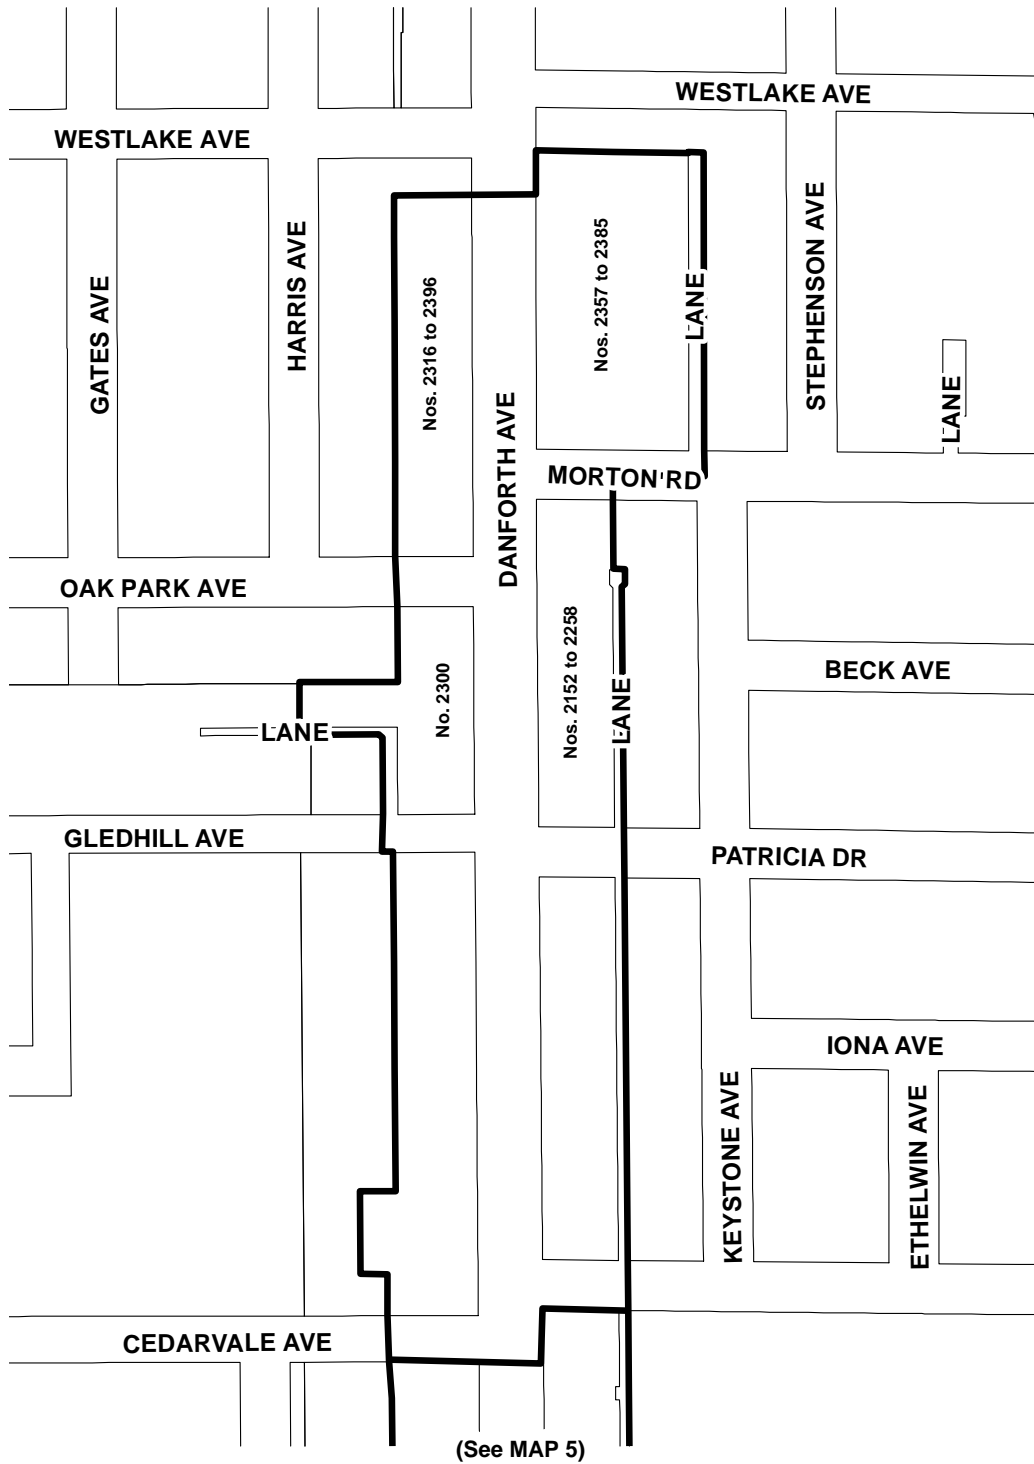 WESTLAKE AVE
WESTLAKE AVE
GATES AVE
HARRIS AVE
Nos. 2316 to 2396
DANFORTH AVE
Nos. 2357 to 2385
LANE
STEPHENSON AVE
LANE
MORTON RD
OAK PARK AVE
No. 2300
Nos. 2152 to 2258
LANE
BECK AVE
LANE
GLEDHILL AVE
PATRICIA DR
IONA AVE
KEYSTONE AVE
ETHELWIN AVE
CEDARVALE AVE
(See MAP 5)